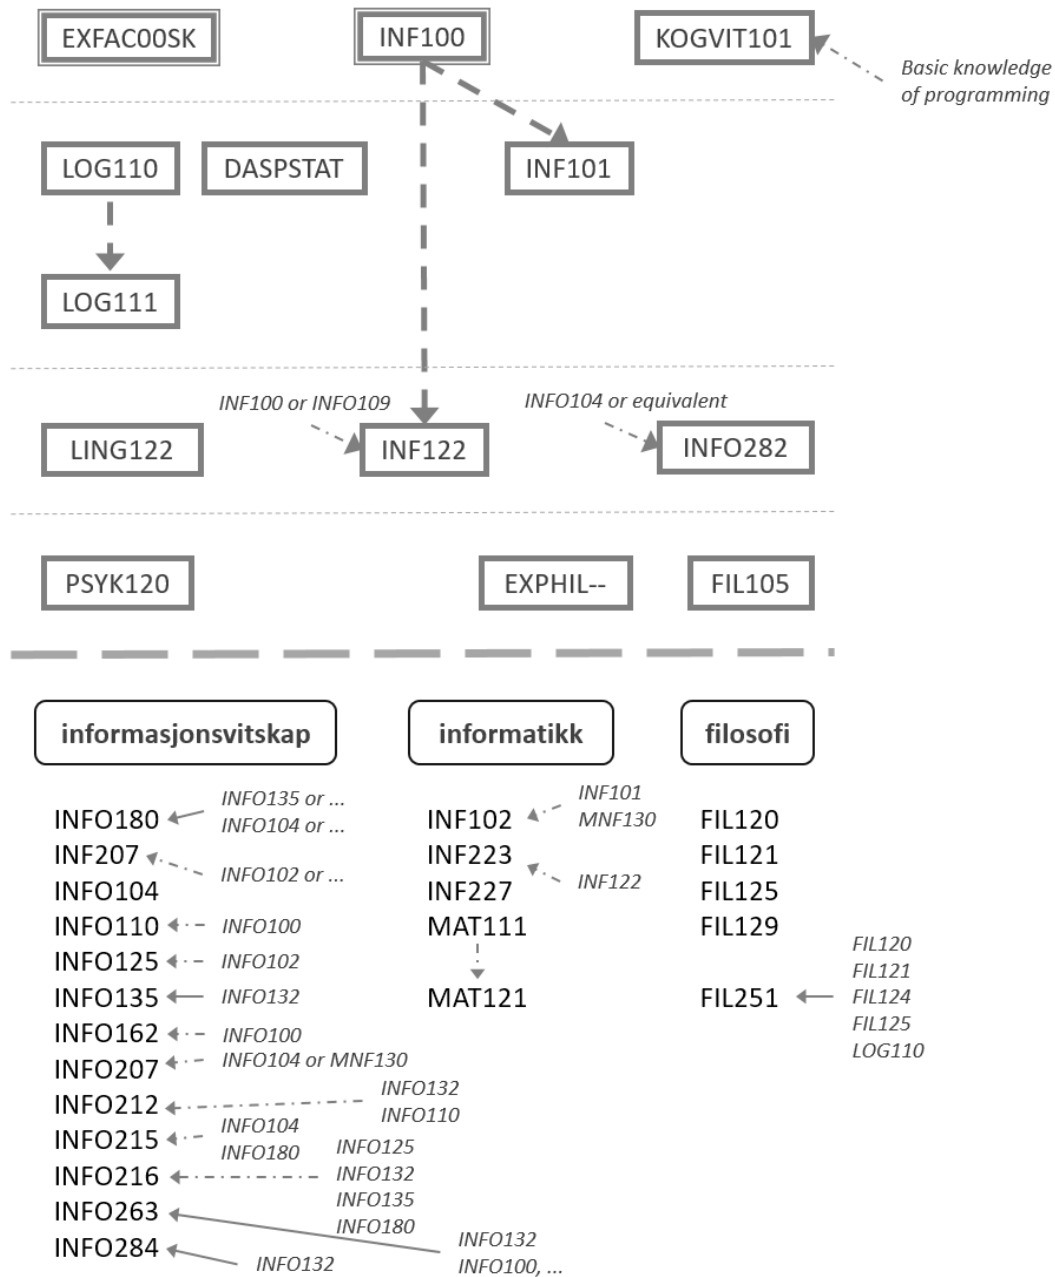 EXFAC00SK
INF100
KOGVIT101
Basic knowledge
of programming
LOG110
DASPSTAT
INF101
LOG111
INF100 or INFO109
INFO104 or equivalent
LING122
INF122
INFO282
PSYK120
EXPHIL--
FIL105
informasjonsvitskap
INFO180
INFO135 or ...
INFO104 or ...
INF207
INFO102 or ...
INFO104
INFO110
INFO100
INFO125
INFO102
INFO135
INFO132
INFO162
INFO100
INFO207
INFO104 or MNF130
INFO212
INFO132
INFO110
INFO215
INFO104
INFO180
INFO216
INFO125
INFO132
INFO135
INFO180
INFO263
INFO132
INFO100, ...
INFO284
INFO132
informatikk
INF102
INF101
MNF130
INF223
INF122
INF227
MAT111
MAT121
filosofi
FIL120
FIL121
FIL125
FIL129
FIL251
FIL120
FIL121
FIL124
FIL125
LOG110